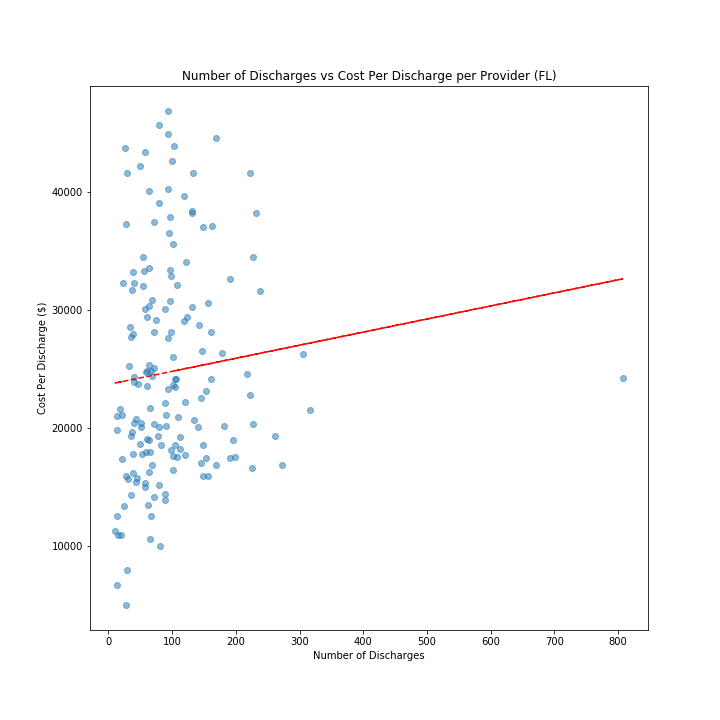 Number of Discharges vs Cost Per Discharge per Provider (FL)
40000
30000
20000
10000
Cost Per Discharge ($)
0 100 200 300 400 500 600 700 800
Number of Discharges